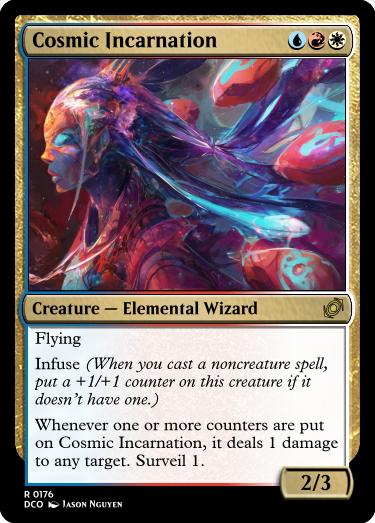 Cosmic Incarnation
Creature — Elemental Wizard
Flying
Infuse (When you cast a noncreature spell,
put a +1/+1 counter on this creature if it
doesn't have one.)
Whenever one or more counters are put
on Cosmic Incarnation, it deals 1 damage
to any target. Surveil 1.
2/3
R 0176
DCO Jason Nguyen